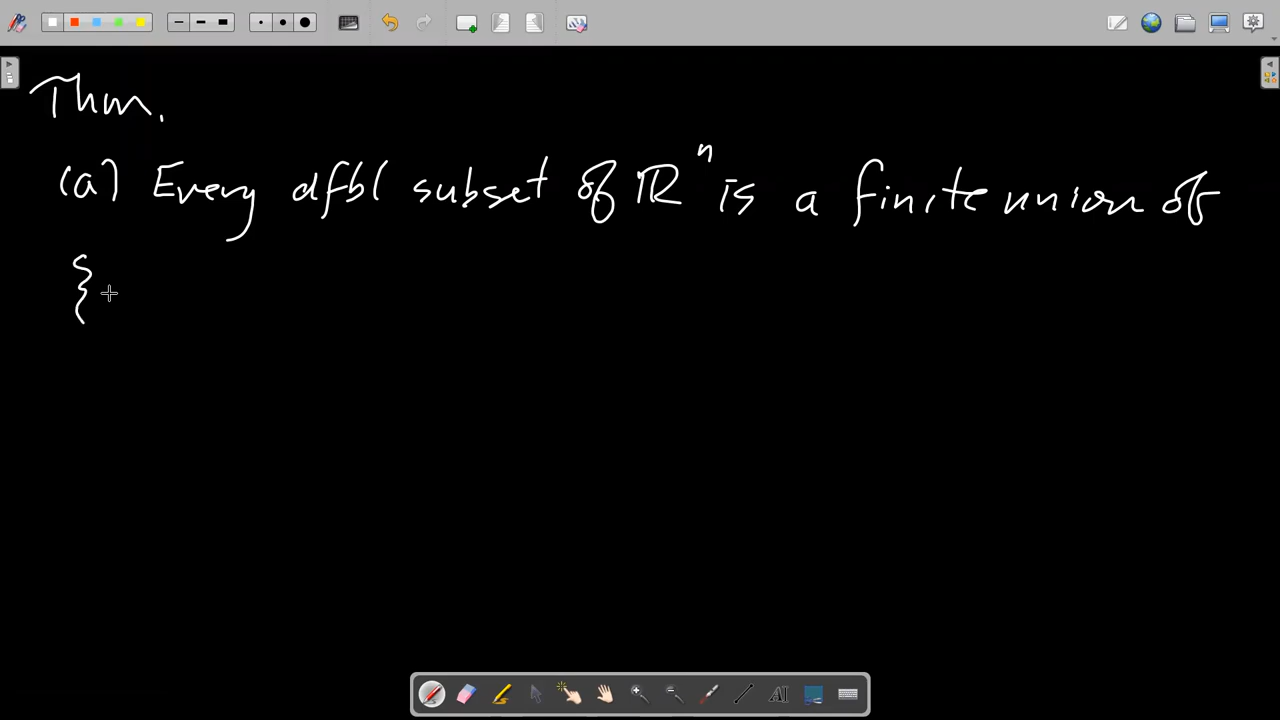 Thm.
(a) Every dfbl subset of ℝⁿ is a finite union of
{